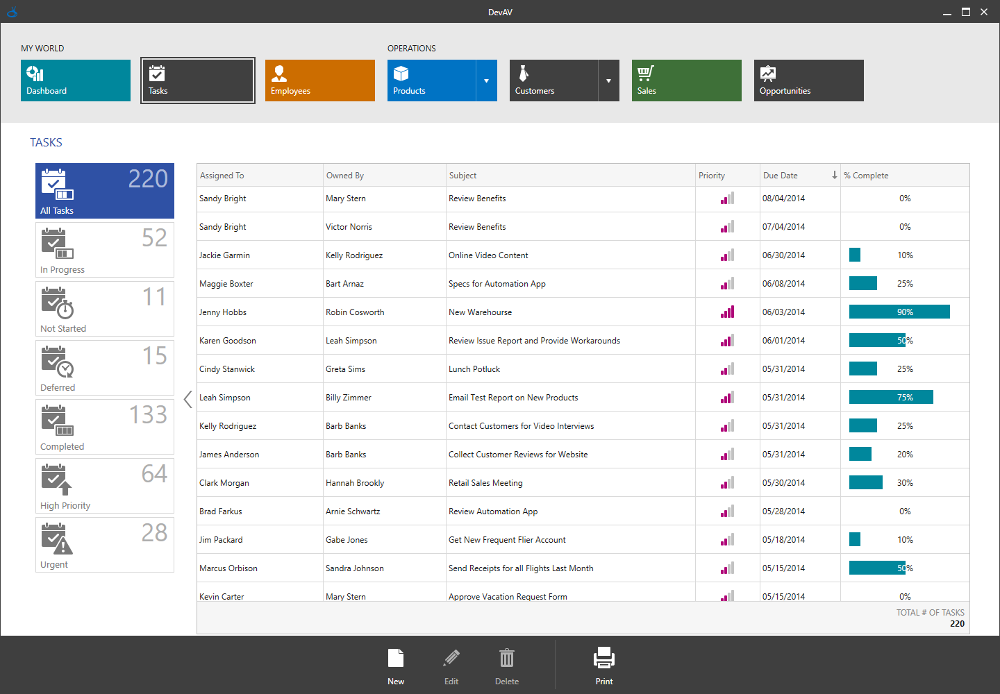 DevAV
MY WORLD
OPERATIONS
Dashboard
Tasks
Employees
Products
Customers
Sales
Opportunities
TASKS
220
All Tasks
52
In Progress
11
Not Started
15
Deferred
133
Completed
64
High Priority
28
Urgent
Assigned To Owned By Subject Priority Due Date % Complete
Sandy Bright Mary Stern Review Benefits 08/04/2014 0%
Sandy Bright Victor Norris Review Benefits 07/04/2014 0%
Jackie Garmin Kelly Rodriguez Online Video Content 06/30/2014 10%
Maggie Boxter Bart Arnaz Specs for Automation App 06/08/2014 25%
Jenny Hobbs Robin Cosworth New Warehourse 06/03/2014 90%
Karen Goodson Leah Simpson Review Issue Report and Provide Workarounds 06/01/2014 50%
Cindy Stanwick Greta Sims Lunch Potluck 05/31/2014 25%
Leah Simpson Billy Zimmer Email Test Report on New Products 05/31/2014 75%
Kelly Rodriguez Barb Banks Contact Customers for Video Interviews 05/31/2014 25%
James Anderson Barb Banks Collect Customer Reviews for Website 05/31/2014 20%
Clark Morgan Hannah Brookly Retail Sales Meeting 05/30/2014 30%
Brad Farkus Arnie Schwartz Review Automation App 05/28/2014 0%
Jim Packard Gabe Jones Get New Frequent Flier Account 05/18/2014 10%
Marcus Orbison Sandra Johnson Send Receipts for all Flights Last Month 05/15/2014 50%
Kevin Carter Mary Stern Approve Vacation Request Form 05/15/2014 0%
TOTAL # OF TASKS
220
New
Edit
Delete
Print